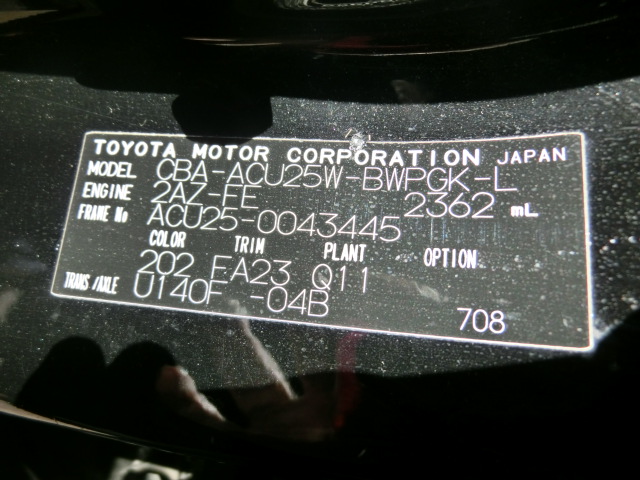 TOYOTA MOTOR CORPORATION JAPAN
MODEL CBA-ACU25W-BWPGK-L
ENGINE 2AZ-FE 2362 mL
FRAME No ACU25-0043445
COLOR TRIM PLANT OPTION
202 FA23 Q11
TRANS/AXLE U140F -04B
708